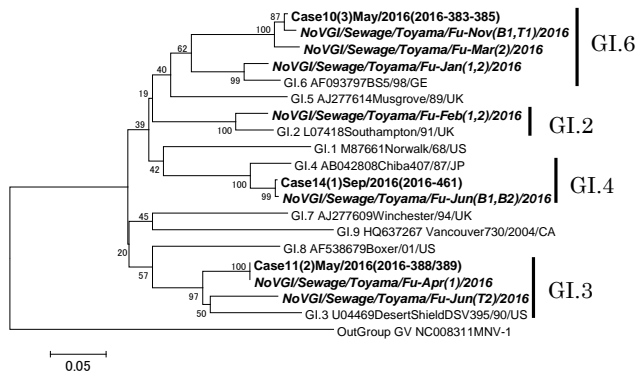 87
Case10(3)May/2016(2016-383-385)
100
NoVGI/Sewage/Toyama/Fu-Nov(B1,T1)/2016
NoVGI/Sewage/Toyama/Fu-Mar(2)/2016
GI.6
62
NoVGI/Sewage/Toyama/Fu-Jan(1,2)/2016
40
99
GI.6 AF093797BS5/98/GE
19
GI.5 AJ277614Musgrove/89/UK
NoVGI/Sewage/Toyama/Fu-Feb(1,2)/2016
GI.2
39
100
GI.2 L07418Southampton/91/UK
GI.1 M87661Norwalk/68/US
42
GI.4 AB042808Chiba407/87/JP
100
Case14(1)Sep/2016(2016-461)
GI.4
99
NoVGI/Sewage/Toyama/Fu-Jun(B1,B2)/2016
45
GI.7 AJ277609Winchester/94/UK
GI.9 HQ637267 Vancouver730/2004/CA
20
GI.8 AF538679Boxer/01/US
57
100
Case11(2)May/2016(2016-388/389)
NoVGI/Sewage/Toyama/Fu-Apr(1)/2016
GI.3
97
NoVGI/Sewage/Toyama/Fu-Jun(T2)/2016
50
GI.3 U04469DesertShieldDSV395/90/US
OutGroup GV NC008311MNV-1
0.05